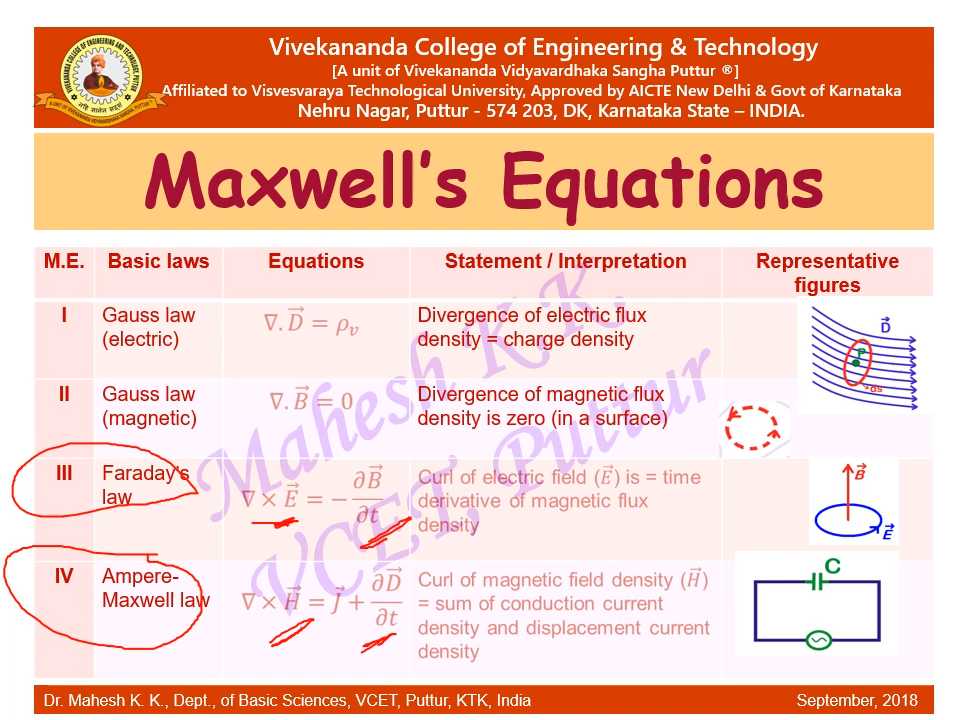 Vivekananda College of Engineering & Technology
[A unit of Vivekananda Vidyavardhaka Sangha Puttur ®]
Affiliated to Visvesvaraya Technological University, Approved by AICTE New Delhi & Govt of Karnataka
Nehru Nagar, Puttur - 574 203, DK, Karnataka State – INDIA.
Maxwell's Equations
M.E. Basic laws Equations Statement / Interpretation Representative
figures
I Gauss law
(electric)
∇. D⃗ = ρᵥ
Divergence of electric flux
density = charge density
D⃗
P
ds
II Gauss law
(magnetic)
∇. B⃗ = 0
Divergence of magnetic flux
density is zero (in a surface)
III Faraday's
law
∇ × E⃗ = − ∂B⃗/∂t
Curl of electric field (E⃗) is = time
derivative of magnetic flux
density
B⃗
E⃗
IV Ampere-
Maxwell law
∇ × H⃗ = J⃗ + ∂D⃗/∂t
Curl of magnetic field density (H⃗)
= sum of conduction current
density and displacement current
density
C
Mahesh K. K.
VCET, Puttur
Dr. Mahesh K. K., Dept., of Basic Sciences, VCET, Puttur, KTK, India September, 2018